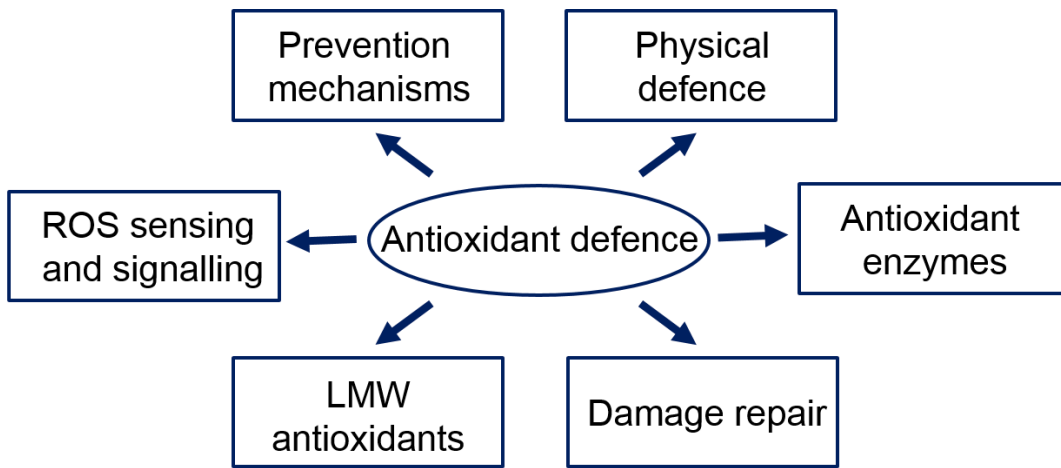 Prevention
mechanisms
Physical
defence
ROS sensing
and signalling
Antioxidant defence
Antioxidant
enzymes
LMW
antioxidants
Damage repair